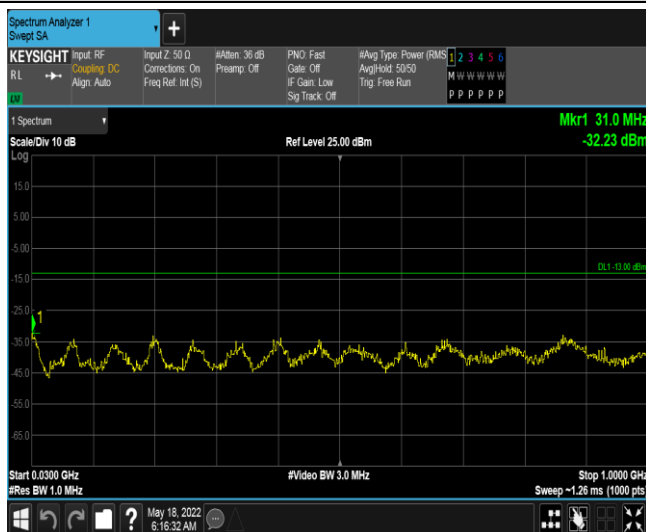 Spectrum Analyzer 1
Swept SA
+
KEYSIGHT Input: RF Input Z: 50 Ω #Atten: 36 dB PNO: Fast #Avg Type: Power (RMS 1 2 3 4 5 6
RL Coupling: DC Corrections: On Preamp: Off Gate: Off Avg|Hold: 50/50 M W W W W W
Align: Auto Freq Ref: Int (S) IF Gain: Low Trig: Free Run
Sig Track: Off P P P P P P
1 Spectrum Mkr1 31.0 MHz
Scale/Div 10 dB Ref Level 25.00 dBm -32.23 dBm
Log
15.0
5.00
-5.00
DL1 -13.00 dBm
-15.0
-25.0
1
-35.0
-45.0
-55.0
-65.0
Start 0.0300 GHz #Video BW 3.0 MHz Stop 1.0000 GHz
#Res BW 1.0 MHz Sweep ~1.26 ms (1000 pts)
? May 18, 2022
6:16:32 AM